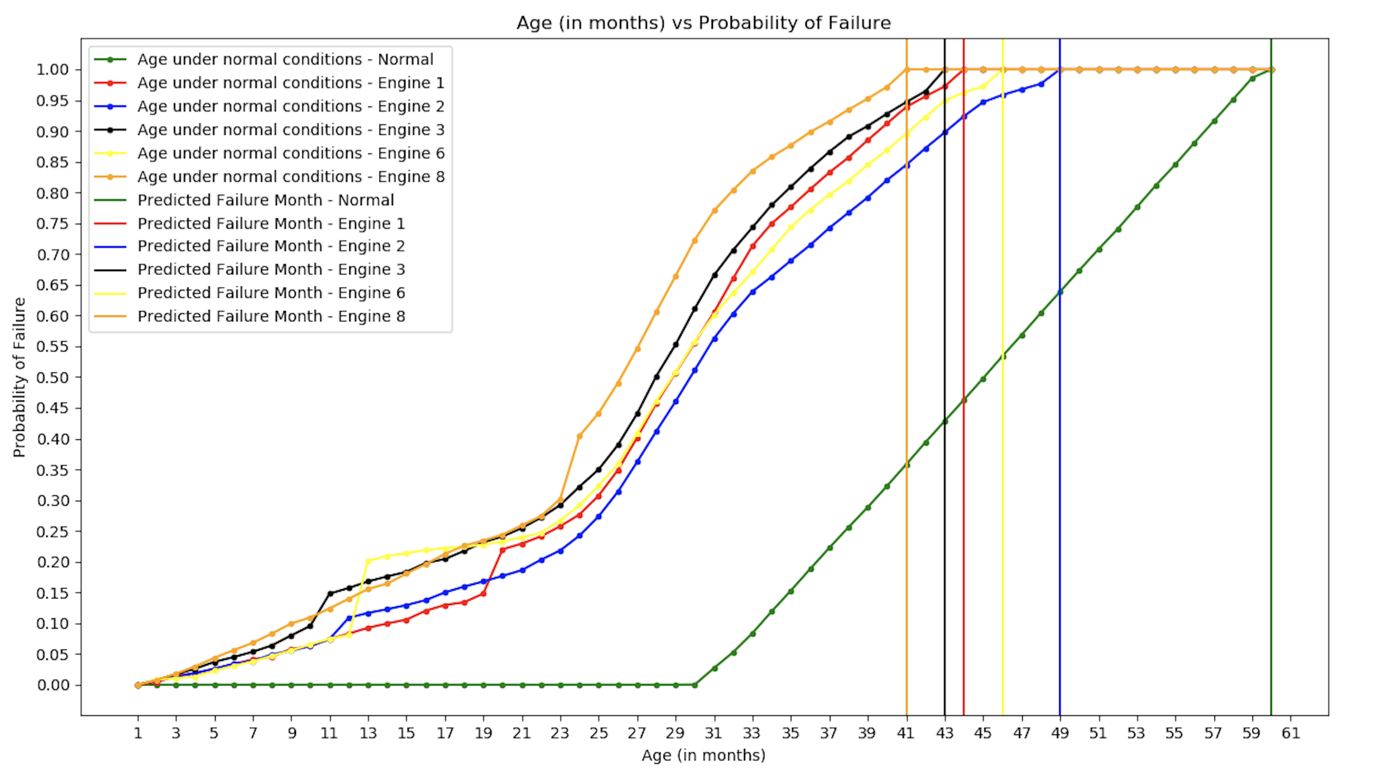 Age (in months) vs Probability of Failure
Age under normal conditions - Normal
Age under normal conditions - Engine 1
Age under normal conditions - Engine 2
Age under normal conditions - Engine 3
Age under normal conditions - Engine 6
Age under normal conditions - Engine 8
Predicted Failure Month - Normal
Predicted Failure Month - Engine 1
Predicted Failure Month - Engine 2
Predicted Failure Month - Engine 3
Predicted Failure Month - Engine 6
Predicted Failure Month - Engine 8
Probability of Failure
1.00
0.95
0.90
0.85
0.80
0.75
0.70
0.65
0.60
0.55
0.50
0.45
0.40
0.35
0.30
0.25
0.20
0.15
0.10
0.05
0.00
1 3 5 7 9 11 13 15 17 19 21 23 25 27 29 31 33 35 37 39 41 43 45 47 49 51 53 55 57 59 61
Age (in months)